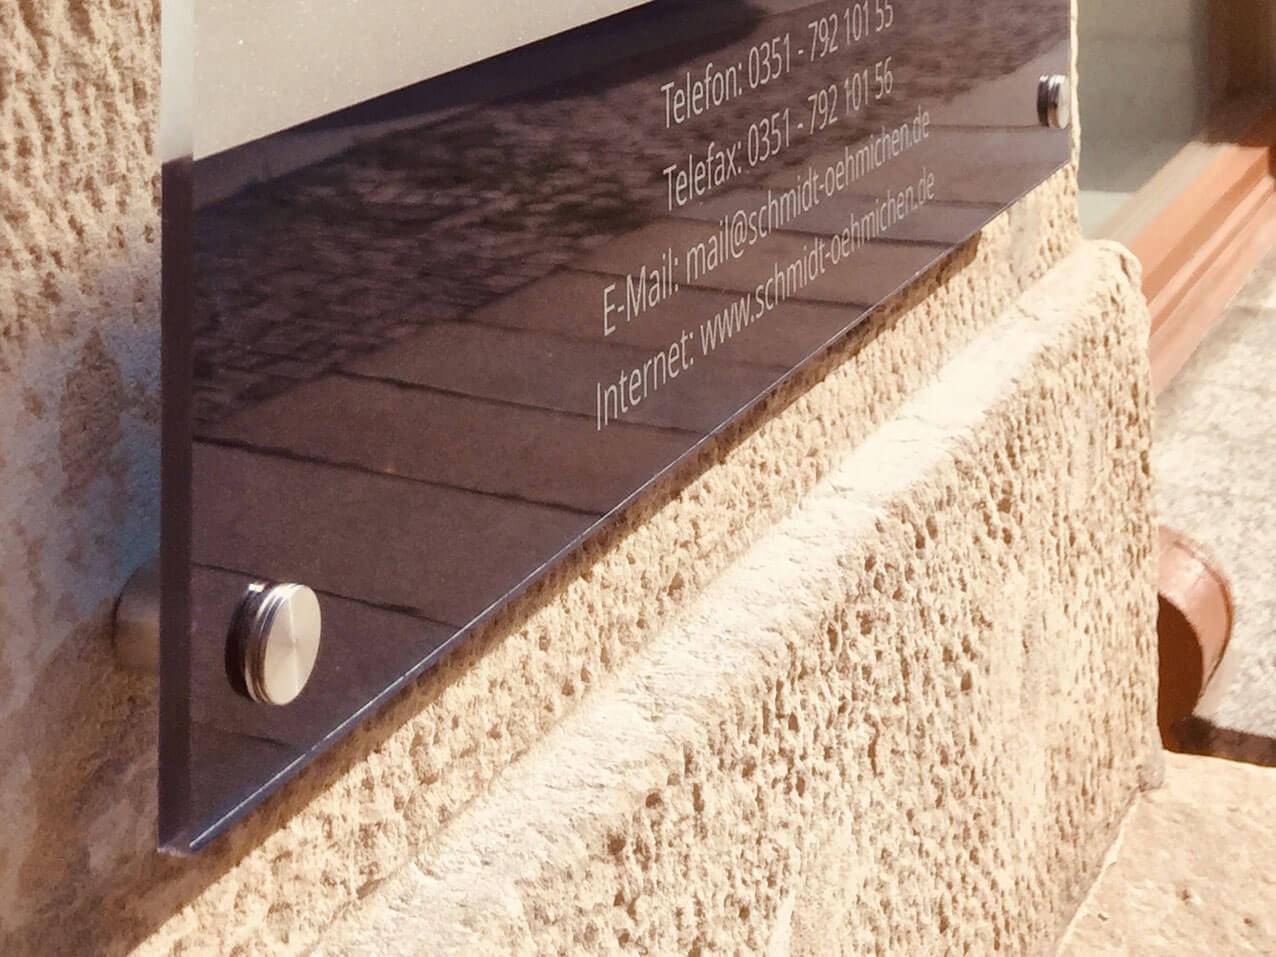 Telefon: 0351 - 792 101 55
Telefax: 0351 - 792 101 56
E-Mail: mail@schmidt-oehmichen.de
Internet: www.schmidt-oehmichen.de